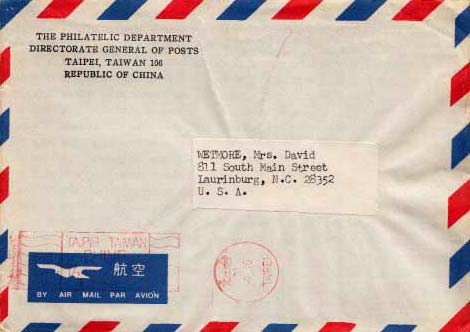 THE PHILATELIC DEPARTMENT
DIRECTORATE GENERAL OF POSTS
TAIPEI, TAIWAN 106
REPUBLIC OF CHINA
WETMORE, Mrs. David
811 South Main Street
Laurinburg, N.C. 28352
U. S. A.
TAIPEI TAIWAN
航空
BY AIR MAIL PAR AVION
TAIPEI